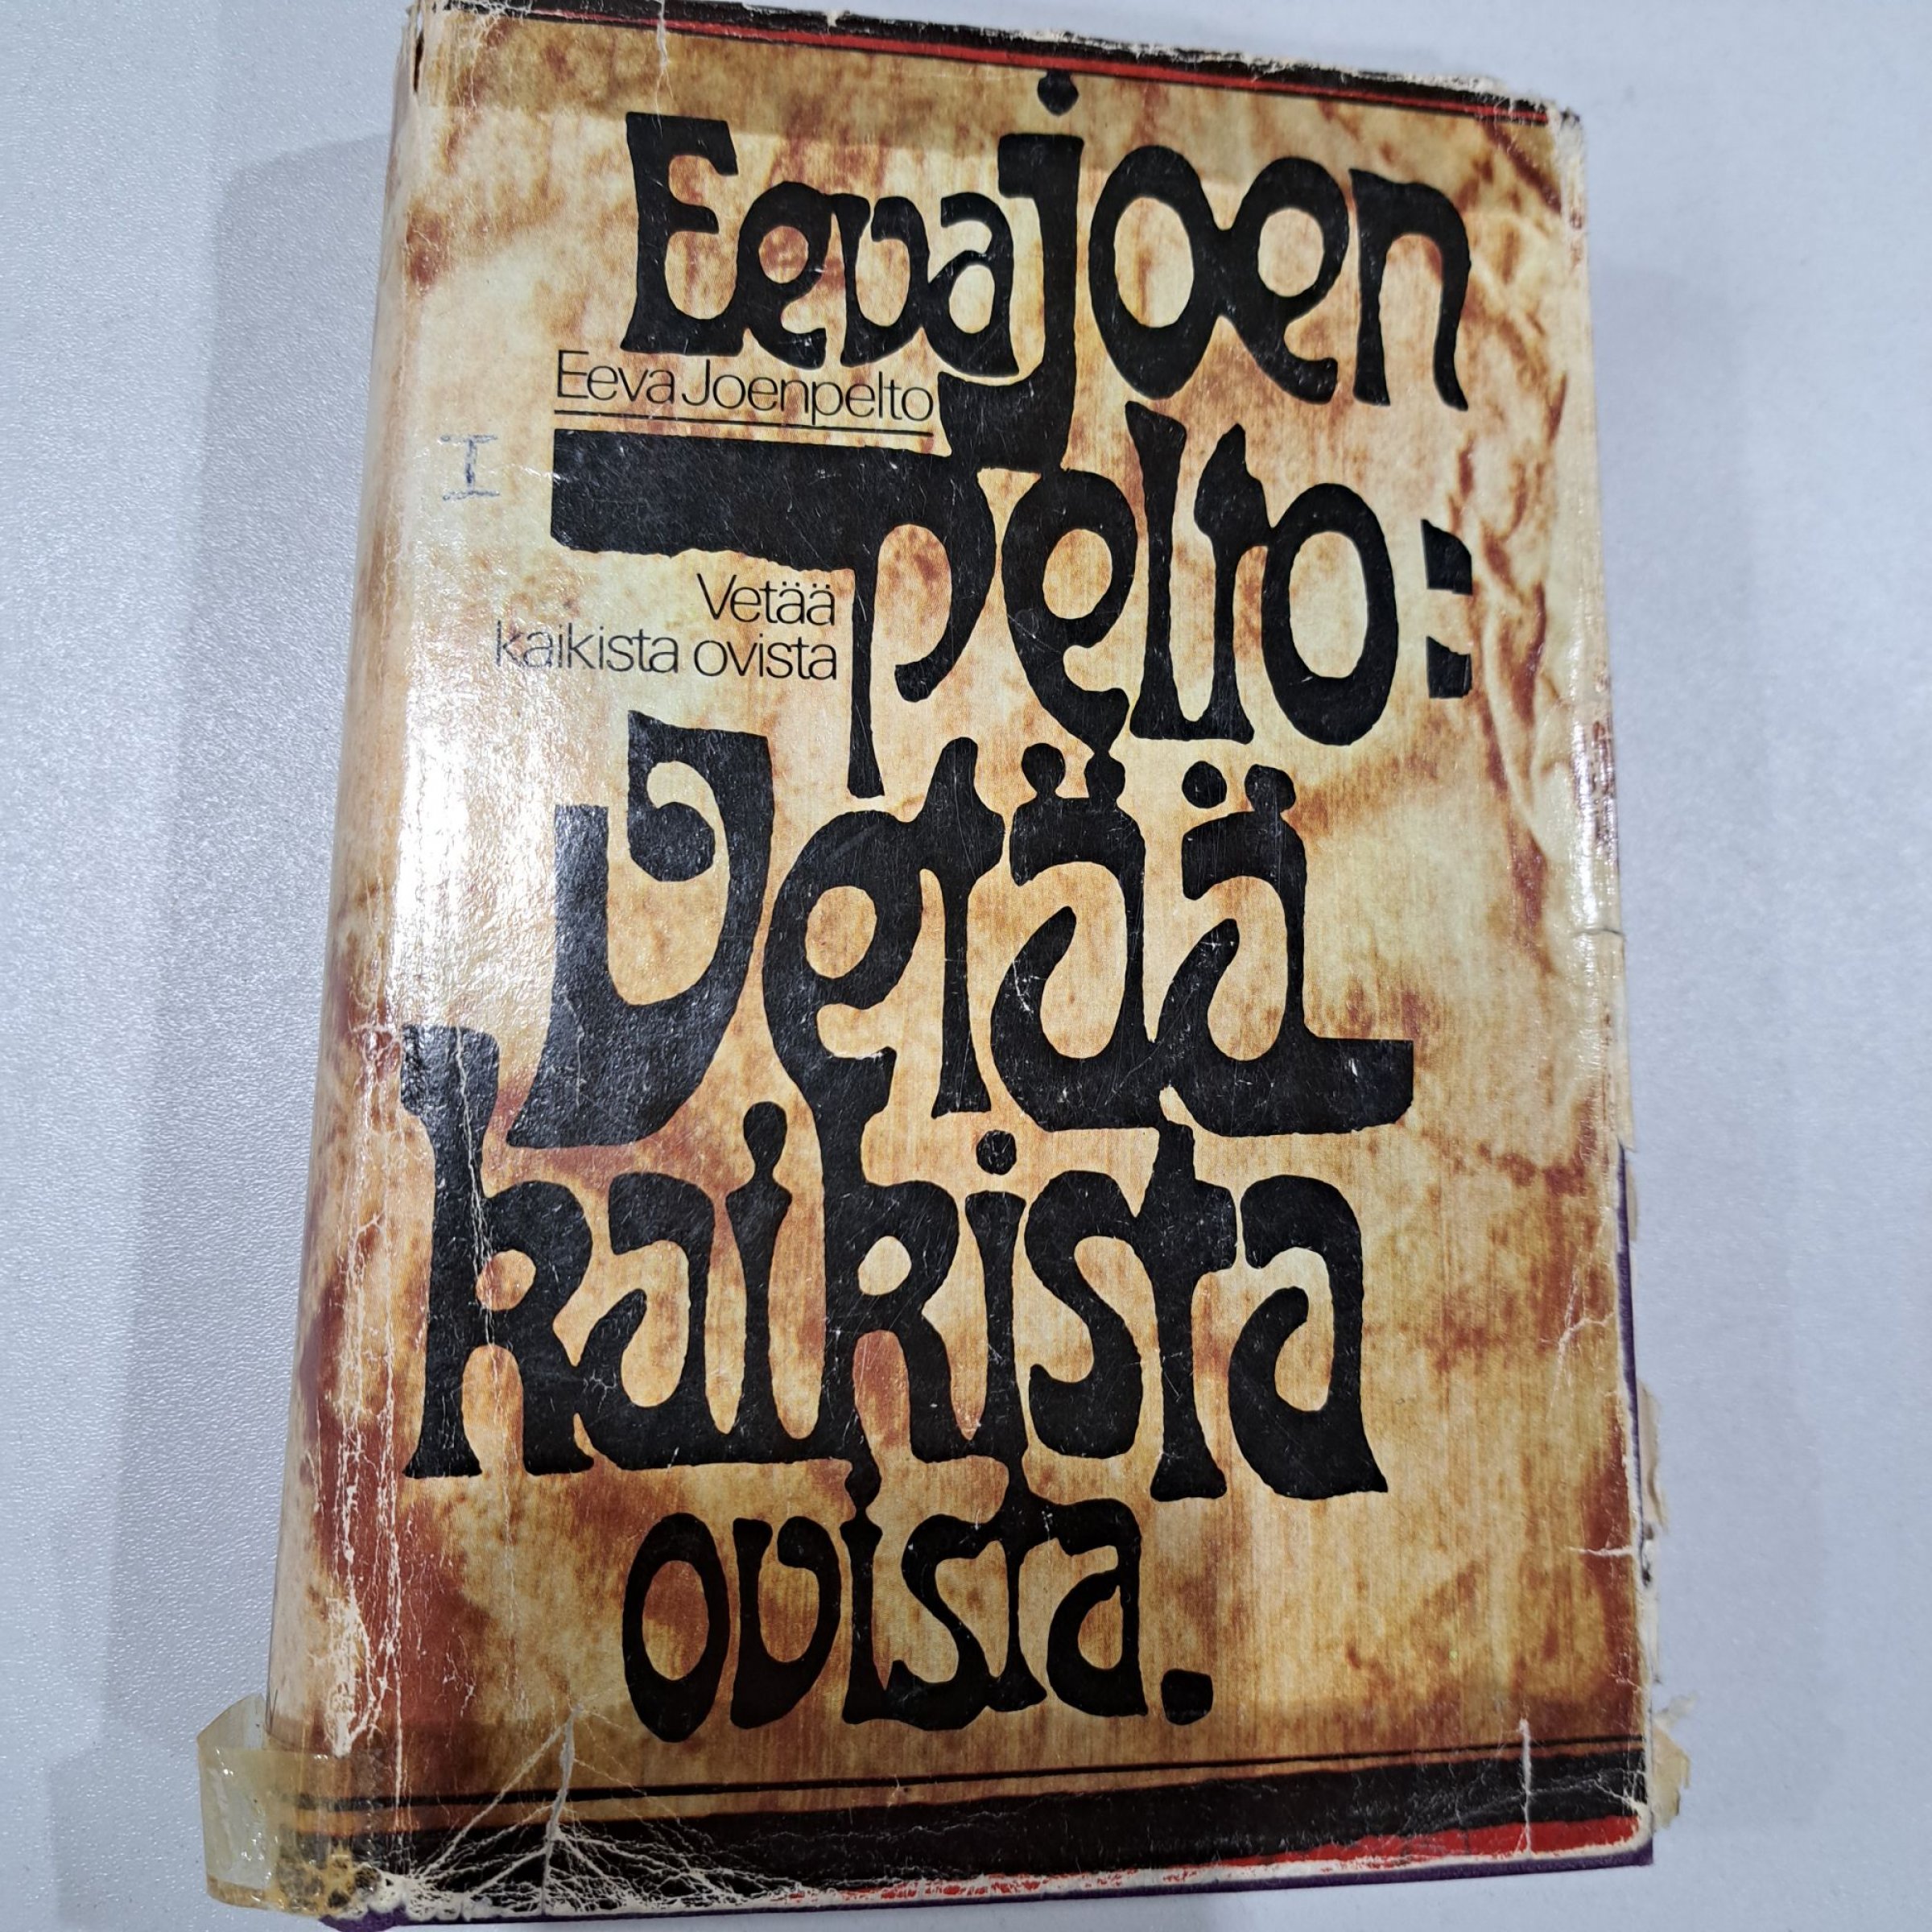 Eeva Joen
Eeva Joenpelto
I
pelto:
Vetää
kaikista ovista
Vetää
kaikista
ovista.